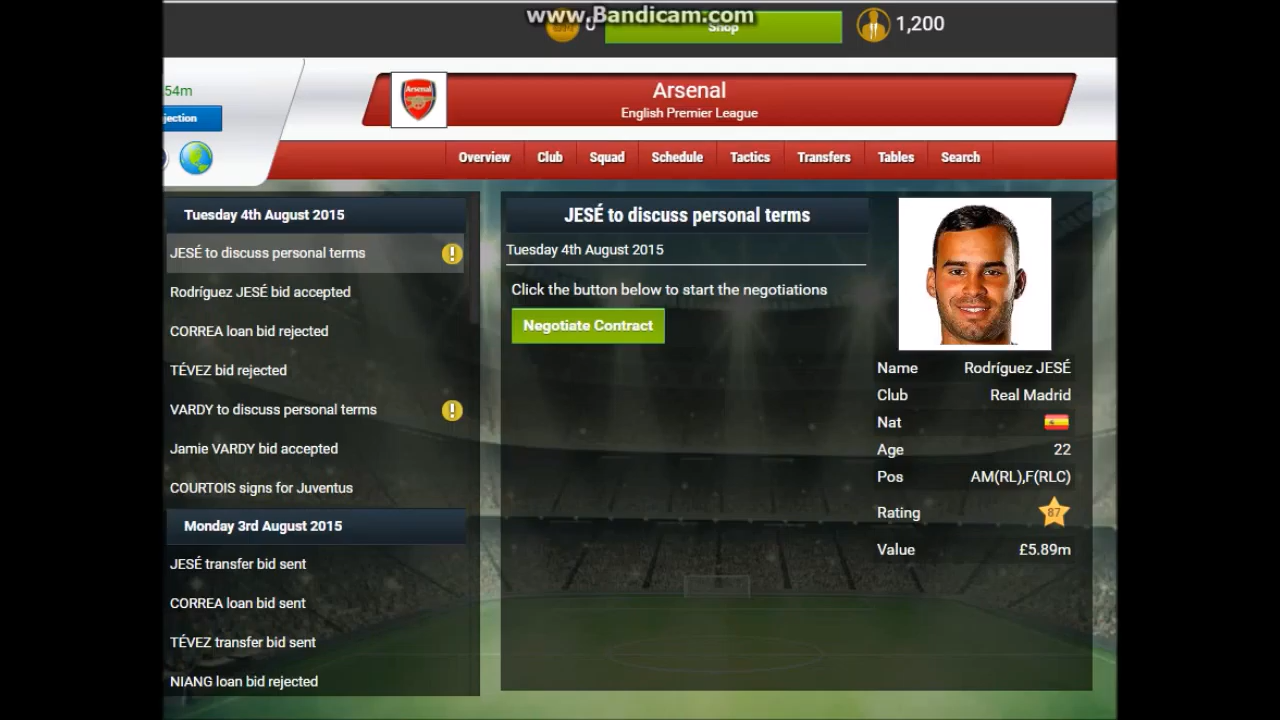 www.Bandicam.com
0
Shop
1,200
54m
jection
Arsenal
Arsenal
English Premier League
Overview
Club
Squad
Schedule
Tactics
Transfers
Tables
Search
Tuesday 4th August 2015
JESÉ to discuss personal terms
Rodríguez JESÉ bid accepted
CORREA loan bid rejected
TÉVEZ bid rejected
VARDY to discuss personal terms
Jamie VARDY bid accepted
COURTOIS signs for Juventus
Monday 3rd August 2015
JESÉ transfer bid sent
CORREA loan bid sent
TÉVEZ transfer bid sent
NIANG loan bid rejected
JESÉ to discuss personal terms
Tuesday 4th August 2015
Click the button below to start the negotiations
Negotiate Contract
Name Rodríguez JESÉ
Club Real Madrid
Nat
Age 22
Pos AM(RL),F(RLC)
Rating 87
Value £5.89m